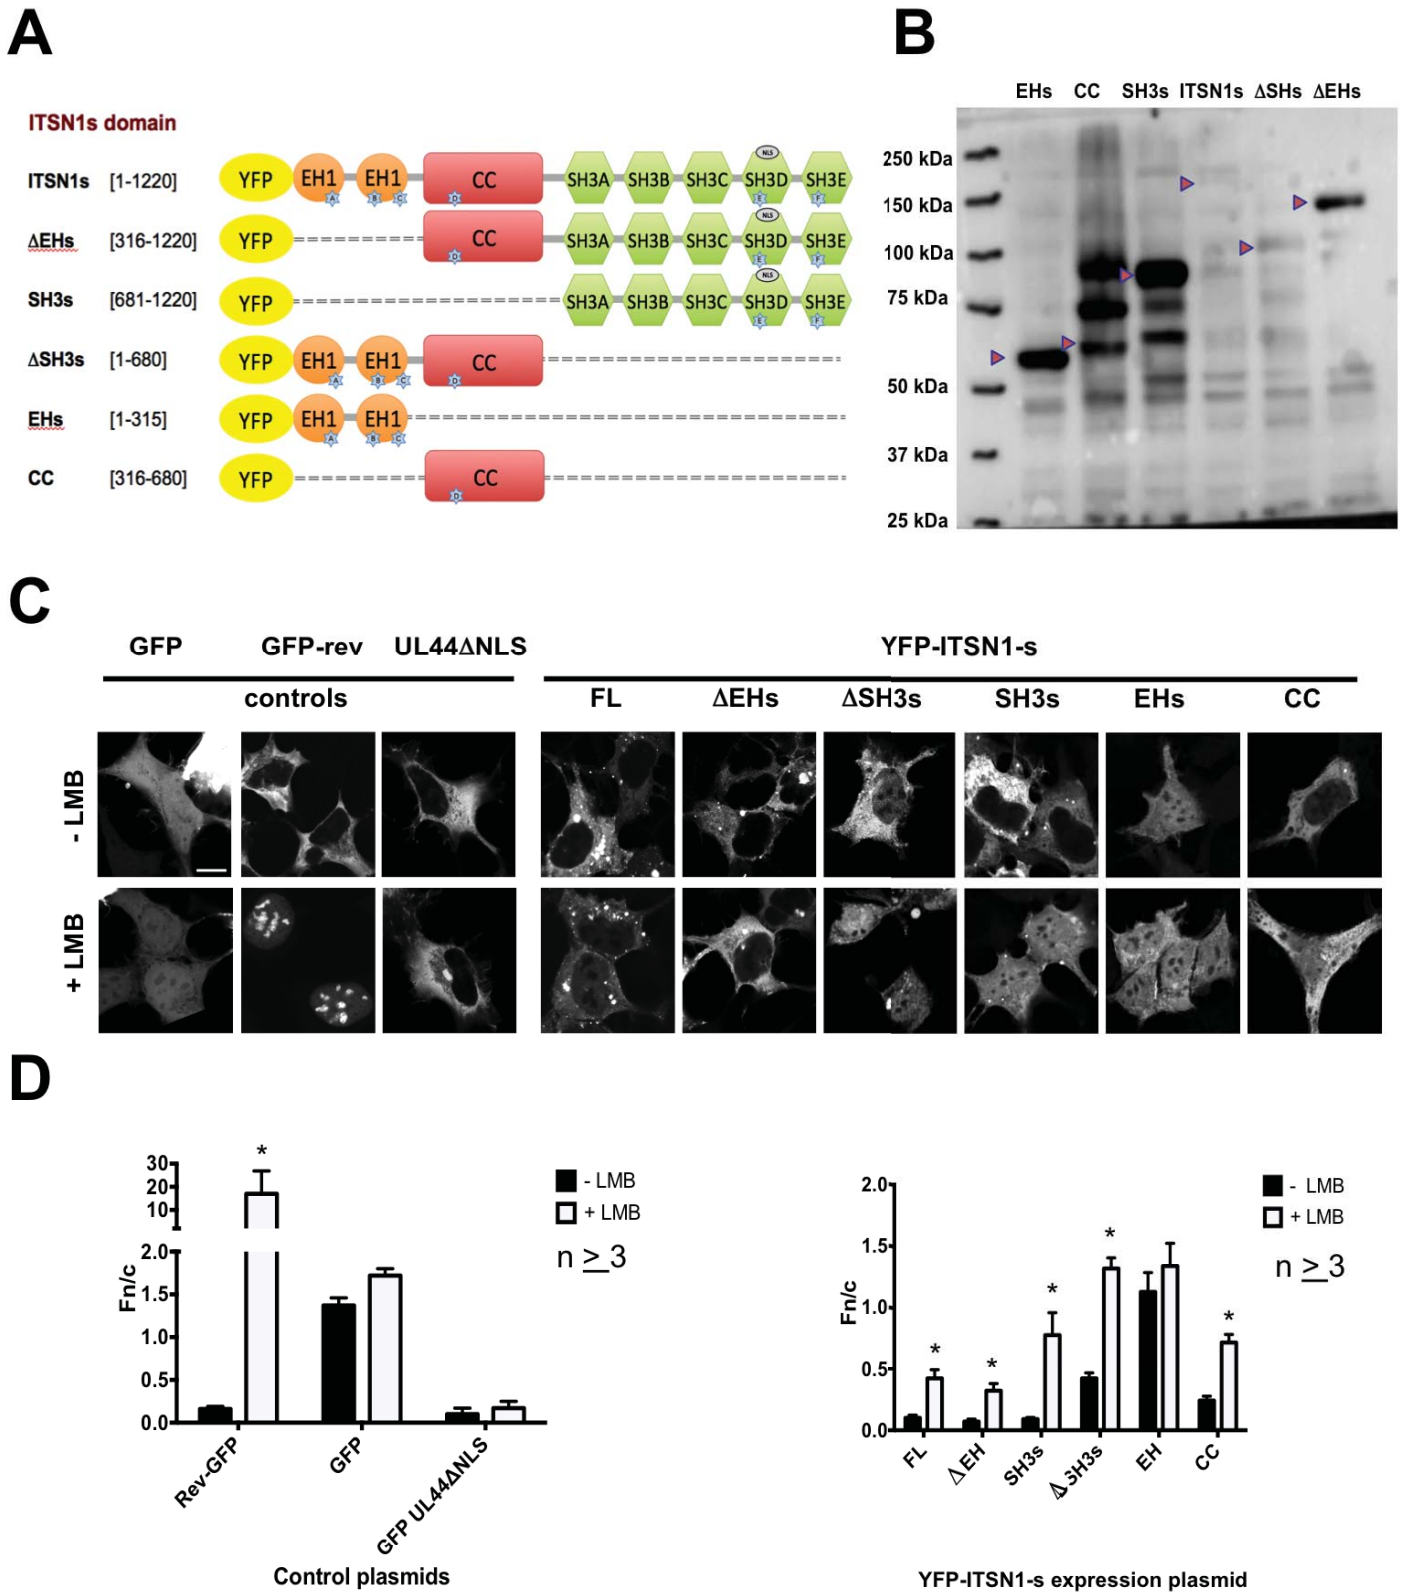 A
B
ITSN1s domain
ITSN1s [1-1220] YFP EH1 EH1 CC SH3A SH3B SH3C SH3D SH3E NLS A B C D E F
ΔEHs [316-1220] YFP CC SH3A SH3B SH3C SH3D SH3E NLS D E F
SH3s [681-1220] YFP SH3A SH3B SH3C SH3D SH3E NLS E F
ΔSH3s [1-680] YFP EH1 EH1 CC A B C D
EHs [1-315] YFP EH1 EH1 A B C
CC [316-680] YFP CC D
EHs CC SH3s ITSN1s ΔSHs ΔEHs
250 kDa
150 kDa
100 kDa
75 kDa
50 kDa
37 kDa
25 kDa
C
GFP GFP-rev UL44ΔNLS YFP-ITSN1-s
controls FL ΔEHs ΔSH3s SH3s EHs CC
- LMB
+ LMB
D
30
20
10
2.0
1.5
1.0
0.5
0.0
Fn/c
*
- LMB
+ LMB
n ≥ 3
Rev-GFP
GFP
GFP UL44ΔNLS
Control plasmids
2.0
1.5
1.0
0.5
0.0
Fn/c
* * * * *
- LMB
+ LMB
n ≥ 3
FL
ΔEH
SH3s
ΔSH3s
EH
CC
YFP-ITSN1-s expression plasmid